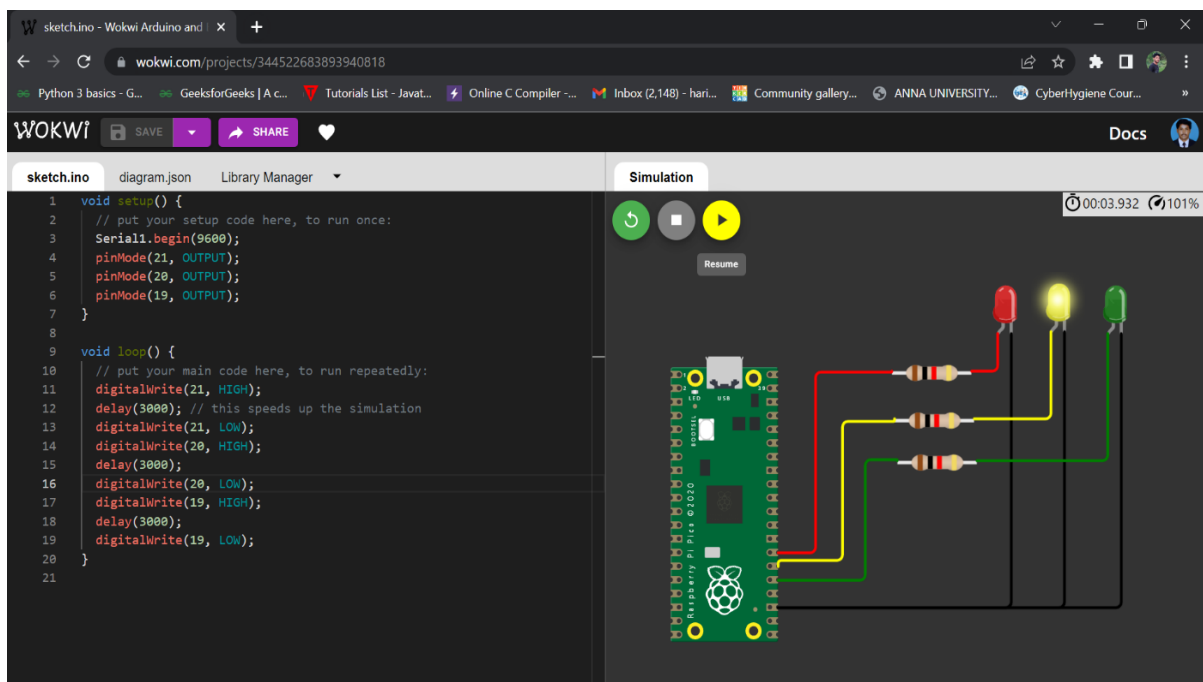 sketch.ino - Wokwi Arduino and
wokwi.com/projects/344522683893940818
Python 3 basics - G... GeeksforGeeks | A c... Tutorials List - Javat... Online C Compiler -... Inbox (2,148) - hari... Community gallery... ANNA UNIVERSITY... CyberHygiene Cour... »
WOKWI SAVE SHARE Docs
sketch.ino diagram.json Library Manager
1 void setup() {
2 // put your setup code here, to run once:
3 Serial1.begin(9600);
4 pinMode(21, OUTPUT);
5 pinMode(20, OUTPUT);
6 pinMode(19, OUTPUT);
7 }
8
9 void loop() {
10 // put your main code here, to run repeatedly:
11 digitalWrite(21, HIGH);
12 delay(3000); // this speeds up the simulation
13 digitalWrite(21, LOW);
14 digitalWrite(20, HIGH);
15 delay(3000);
16 digitalWrite(20, LOW);
17 digitalWrite(19, HIGH);
18 delay(3000);
19 digitalWrite(19, LOW);
20 }
21
Simulation
00:03.932 101%
Resume
1
2 39
LED USB
BOOTSEL
Raspberry Pi Pico ©2020